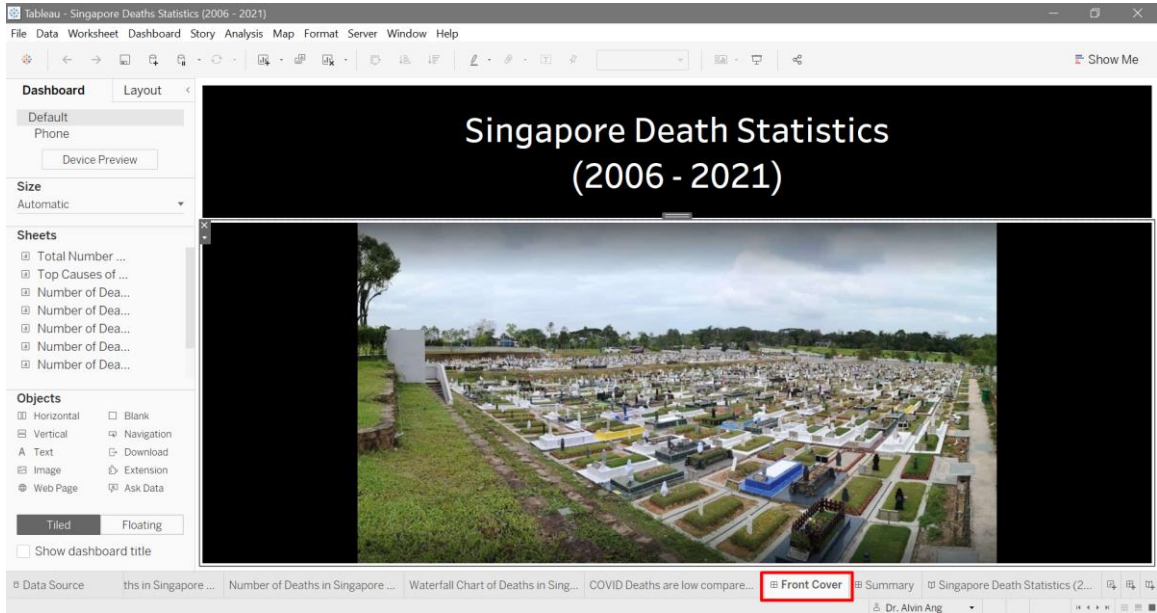 Tableau - Singapore Deaths Statistics (2006 - 2021)
File Data Worksheet Dashboard Story Analysis Map Format Server Window Help
Show Me
Dashboard Layout
Default
Phone
Device Preview
Size
Automatic
Sheets
Total Number ...
Top Causes of ...
Number of Dea...
Number of Dea...
Number of Dea...
Number of Dea...
Number of Dea...
Objects
Horizontal Blank
Vertical Navigation
A Text Download
Image Extension
Web Page Ask Data
Tiled Floating
Show dashboard title
Singapore Death Statistics
(2006 - 2021)
Data Source ths in Singapore ... Number of Deaths in Singapore ... Waterfall Chart of Deaths in Sing... COVID Deaths are low compare... Front Cover Summary Singapore Death Statistics (2...
Dr. Alvin Ang